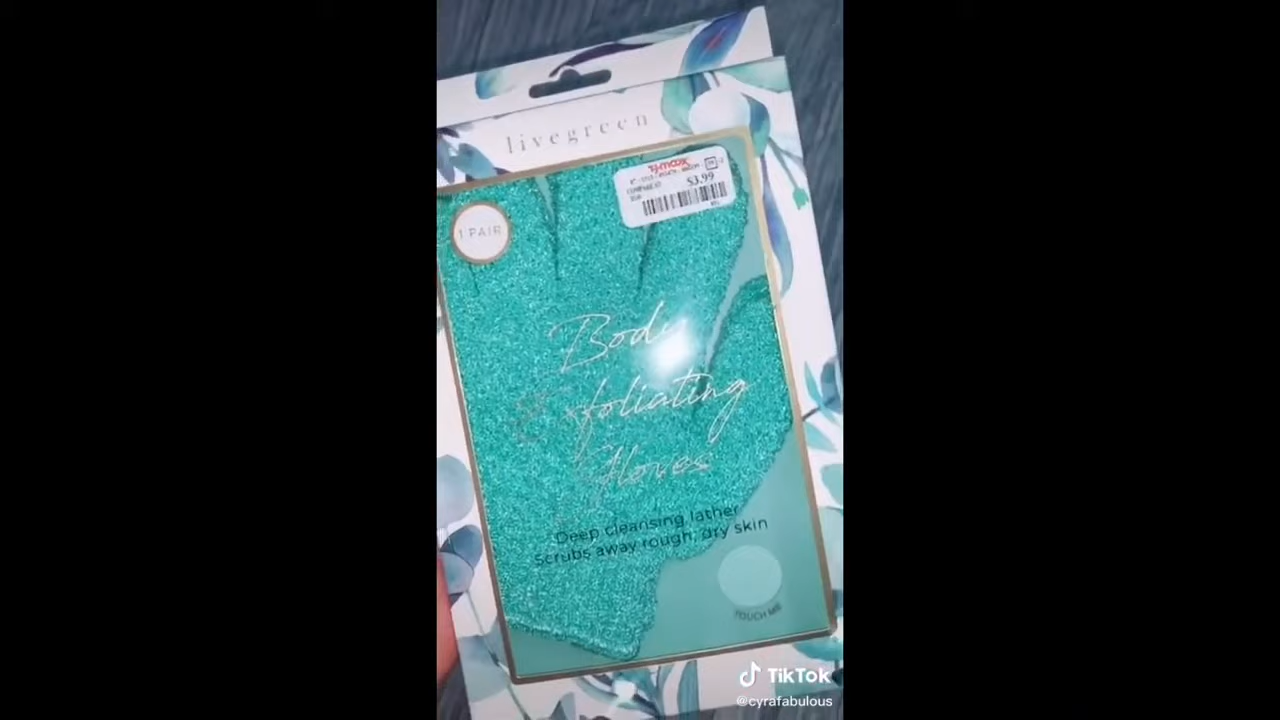 livegreen
TJ-maxx
$3.99
1 PAIR
Body
Exfoliating
Gloves
Deep cleansing lather
Scrubs away rough, dry skin
TOUCH ME
TikTok
@cyrafabulous